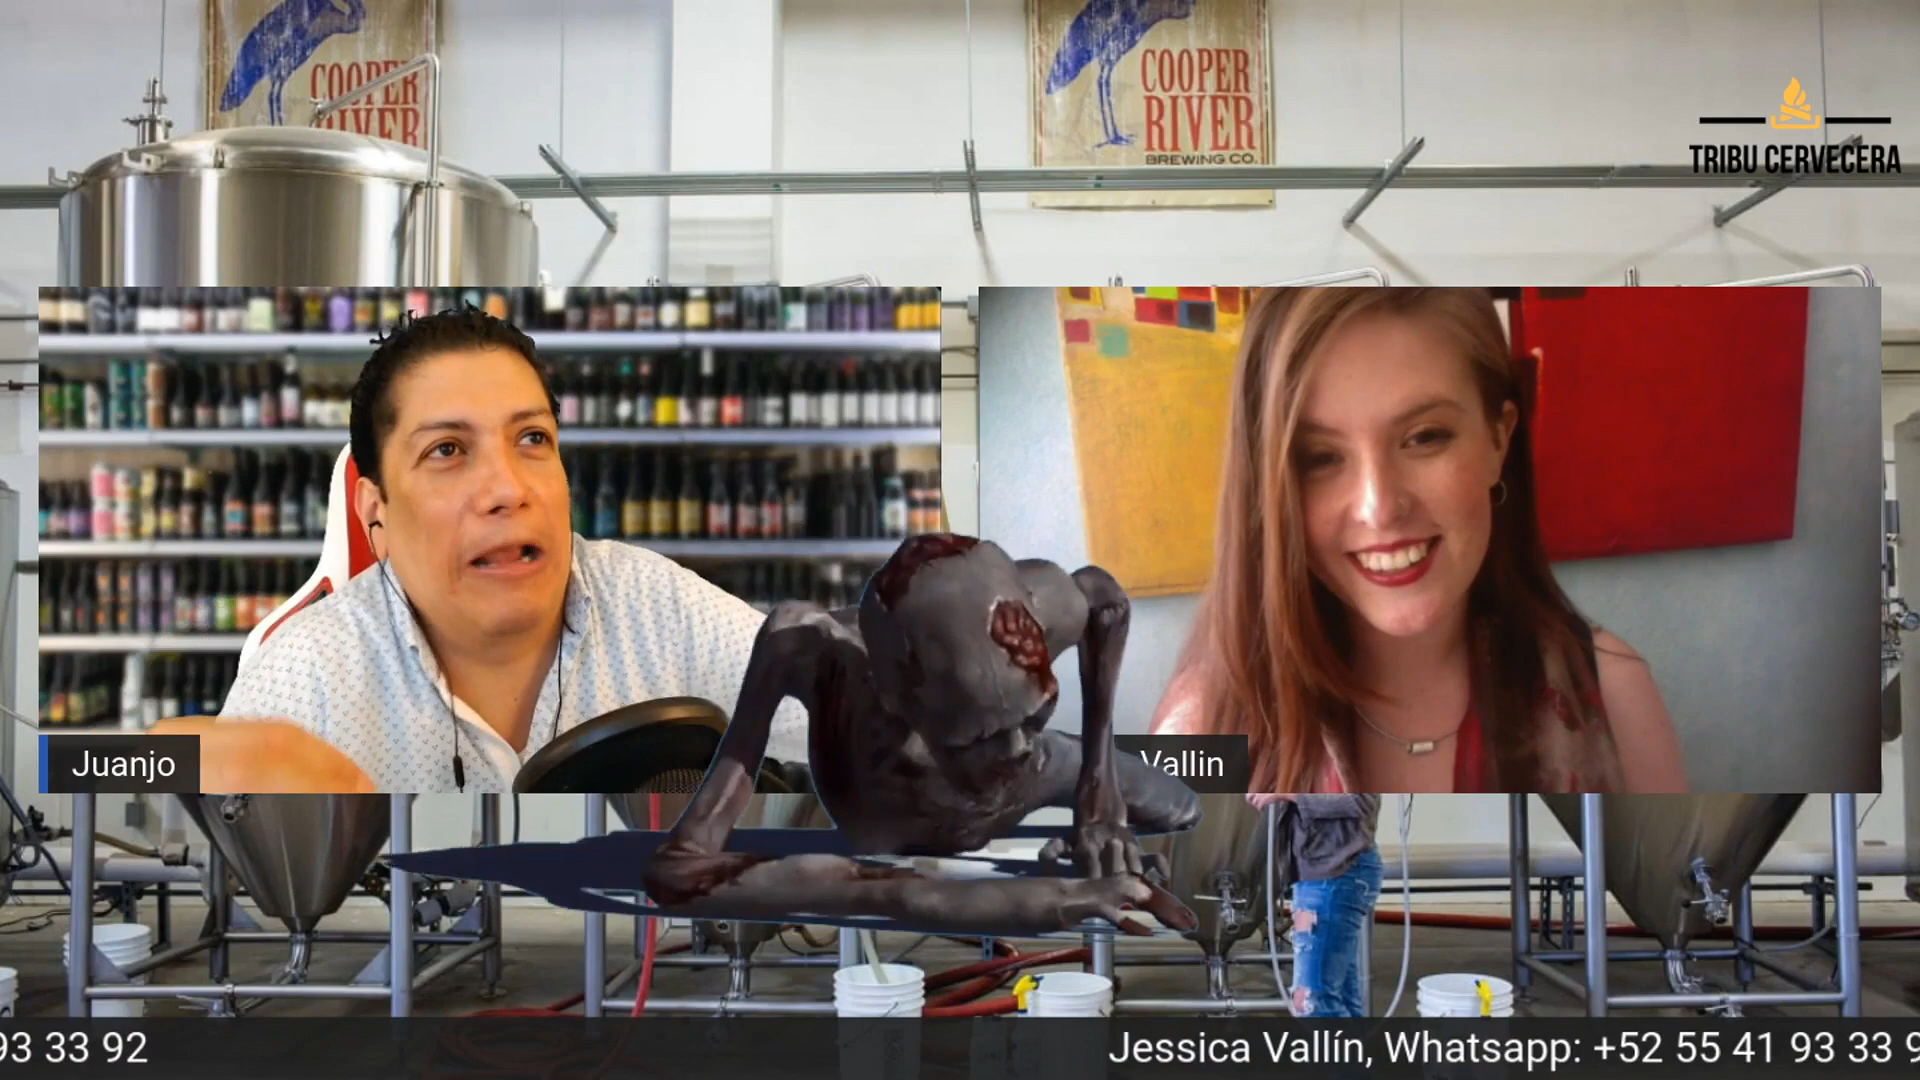 COOPER
RIVER
COOPER
RIVER
BREWING CO.
TRIBU CERVECERA
Juanjo
Vallin
93 33 92
Jessica Vallín, Whatsapp: +52 55 41 93 33 9